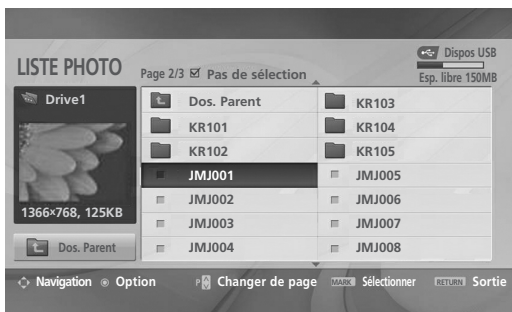 Dispos USB
LISTE PHOTO
Page 2/3 Pas de sélection
Esp. libre 150MB
Drive1
1366×768, 125KB
Dos. Parent
Dos. Parent
KR101
KR102
JMJ001
JMJ002
JMJ003
JMJ004
KR103
KR104
KR105
JMJ005
JMJ006
JMJ007
JMJ008
Navigation Option P Changer de page MARK Sélectionner RETURN Sortie